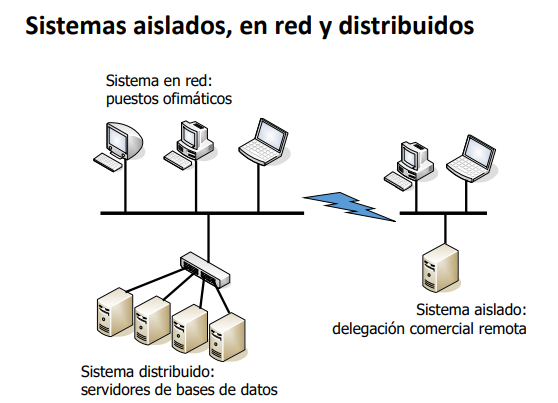 Sistemas aislados, en red y distribuidos
Sistema en red:
puestos ofimáticos
Sistema aislado:
delegación comercial remota
Sistema distribuido:
servidores de bases de datos